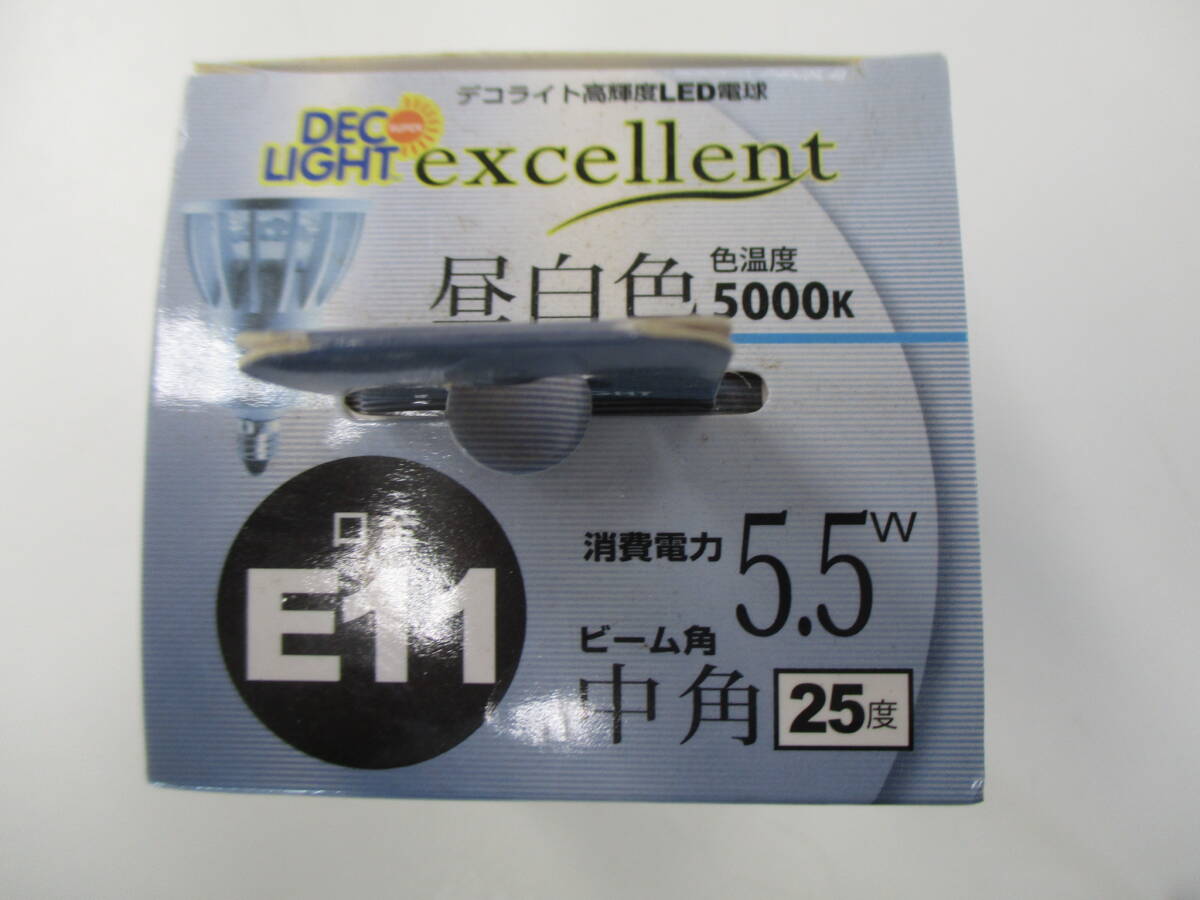 デコライト高輝度LED電球
DECO
SUPER
LIGHT™
excellent
昼白色
色温度
5000K
口金
E11
消費電力 5.5W
ビーム角
中角 25度